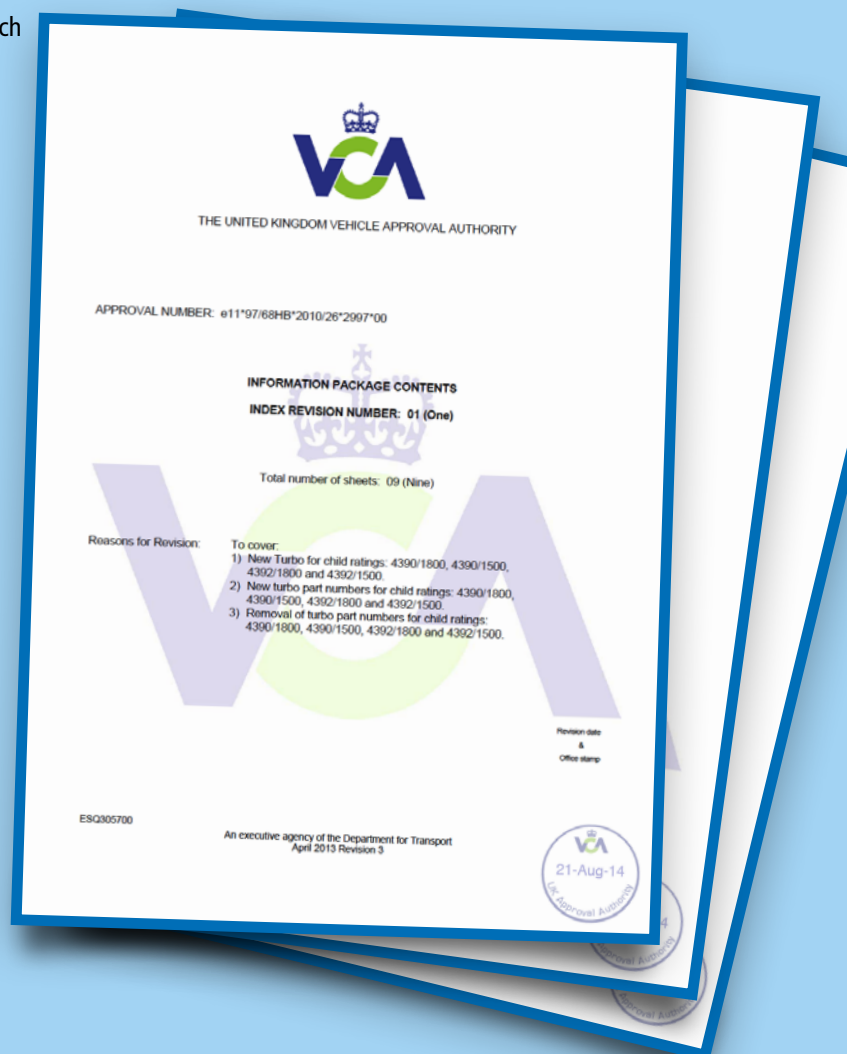 ch
VCA
THE UNITED KINGDOM VEHICLE APPROVAL AUTHORITY
APPROVAL NUMBER: e11*97/68HB*2010/26*2997*00
INFORMATION PACKAGE CONTENTS
INDEX REVISION NUMBER: 01 (One)
Total number of sheets: 09 (Nine)
Reasons for Revision: To cover:
1) New Turbo for child ratings: 4390/1800, 4390/1500,
4392/1800 and 4392/1500.
2) New turbo part numbers for child ratings: 4390/1800,
4390/1500, 4392/1800 and 4392/1500.
3) Removal of turbo part numbers for child ratings:
4390/1800, 4390/1500, 4392/1800 and 4392/1500.
Revision date
&
Office stamp
ESQ305700
An executive agency of the Department for Transport
April 2013 Revision 3
VCA
21-Aug-14
UK Approval Authority
4
Approval Authority
Approval Authority